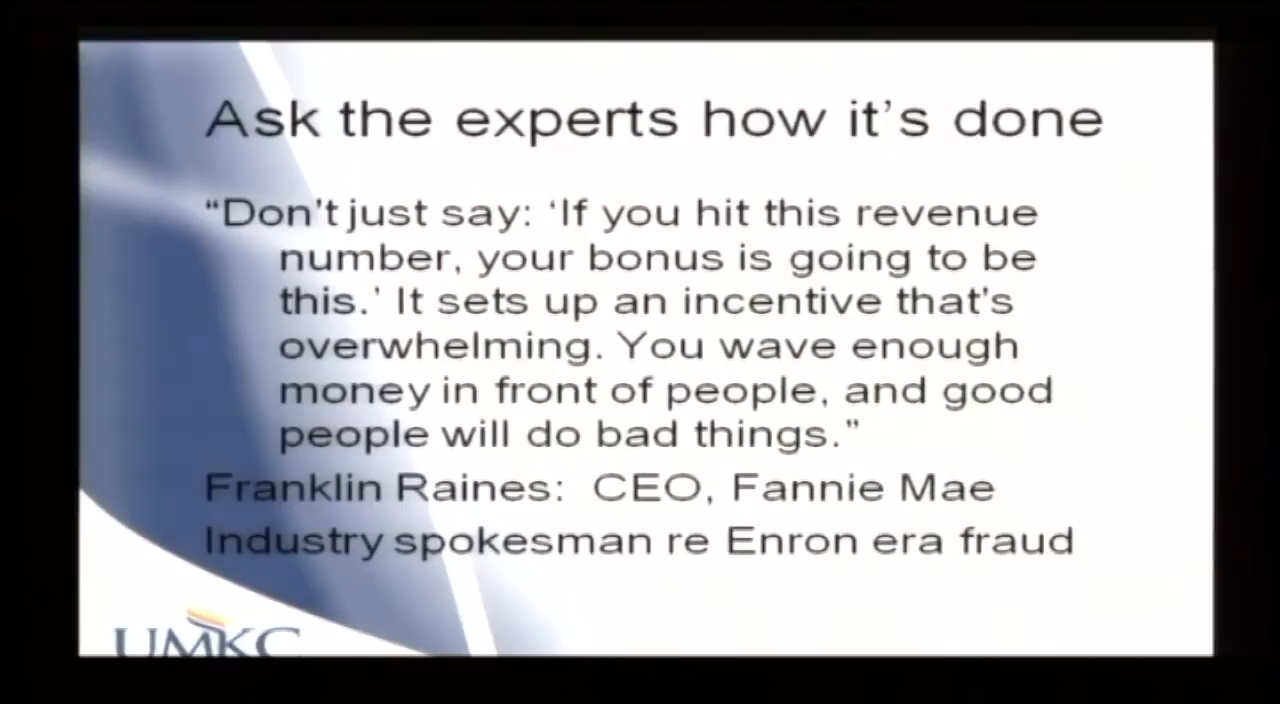 Ask the experts how it's done
“Don't just say: ‘If you hit this revenue
number, your bonus is going to be
this.’ It sets up an incentive that's
overwhelming. You wave enough
money in front of people, and good
people will do bad things.”
Franklin Raines:  CEO, Fannie Mae
Industry spokesman re Enron era fraud
UMKC